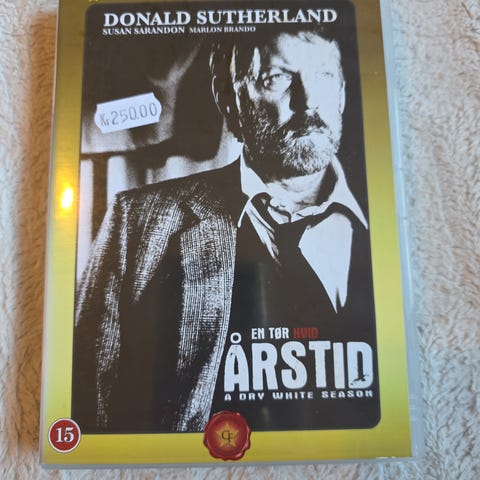 DONALD SUTHERLAND
SUSAN SARANDON MARLON BRANDO
Kr.250.00
EN TØR HVID
ÅRSTID
A DRY WHITE SEASON
15